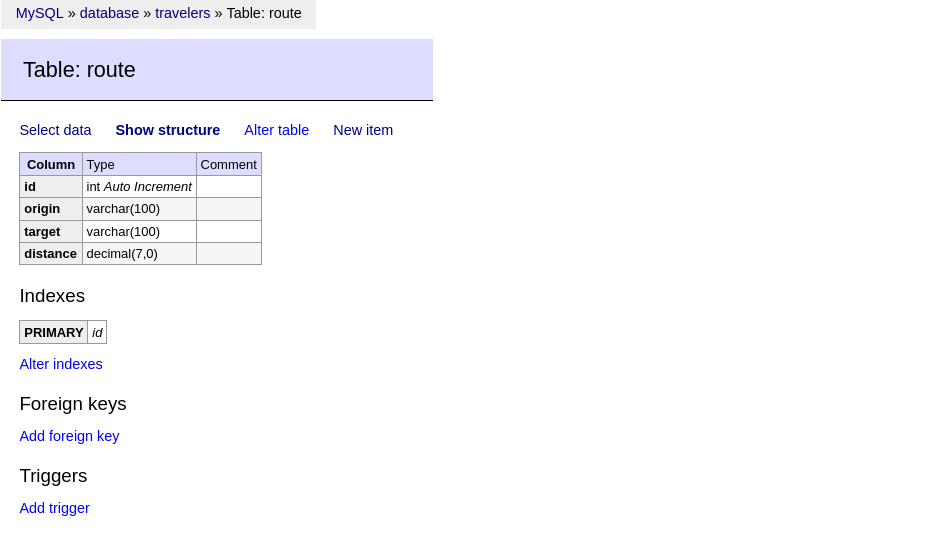 MySQL » database » travelers » Table: route
Table: route
Select data Show structure Alter table New item
Column Type Comment
id int Auto Increment
origin varchar(100)
target varchar(100)
distance decimal(7,0)
Indexes
PRIMARY id
Alter indexes
Foreign keys
Add foreign key
Triggers
Add trigger